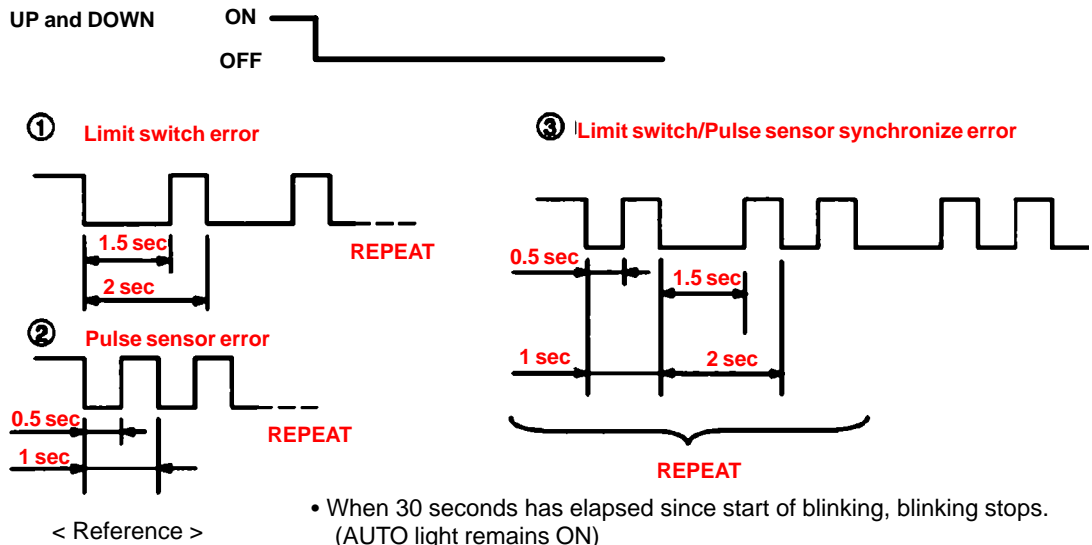 UP and DOWN
ON
OFF
① Limit switch error
1.5 sec
2 sec
REPEAT
② Pulse sensor error
0.5 sec
1 sec
REPEAT
< Reference >
③ Limit switch/Pulse sensor synchronize error
0.5 sec
1.5 sec
1 sec
2 sec
REPEAT
• When 30 seconds has elapsed since start of blinking, blinking stops.
(AUTO light remains ON)